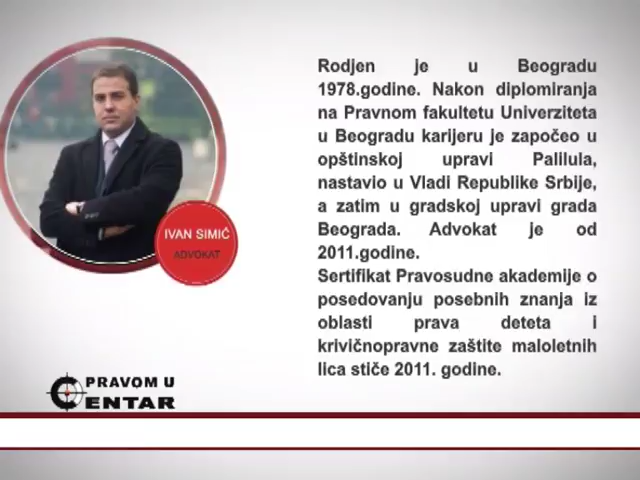 Rodjen je u Beogradu
1978.godine. Nakon diplomiranja
na Pravnom fakultetu Univerziteta
u Beogradu karijeru je započeo u
opštinskoj upravi Palilula,
nastavio u Vladi Republike Srbije,
a zatim u gradskoj upravi grada
Beograda. Advokat je od
2011.godine.
Sertifikat Pravosudne akademije o
posedovanju posebnih znanja iz
oblasti prava deteta i
krivičnopravne zaštite maloletnih
lica stiče 2011. godine.
IVAN SIMIĆ
ADVOKAT
PRAVOM U
CENTAR